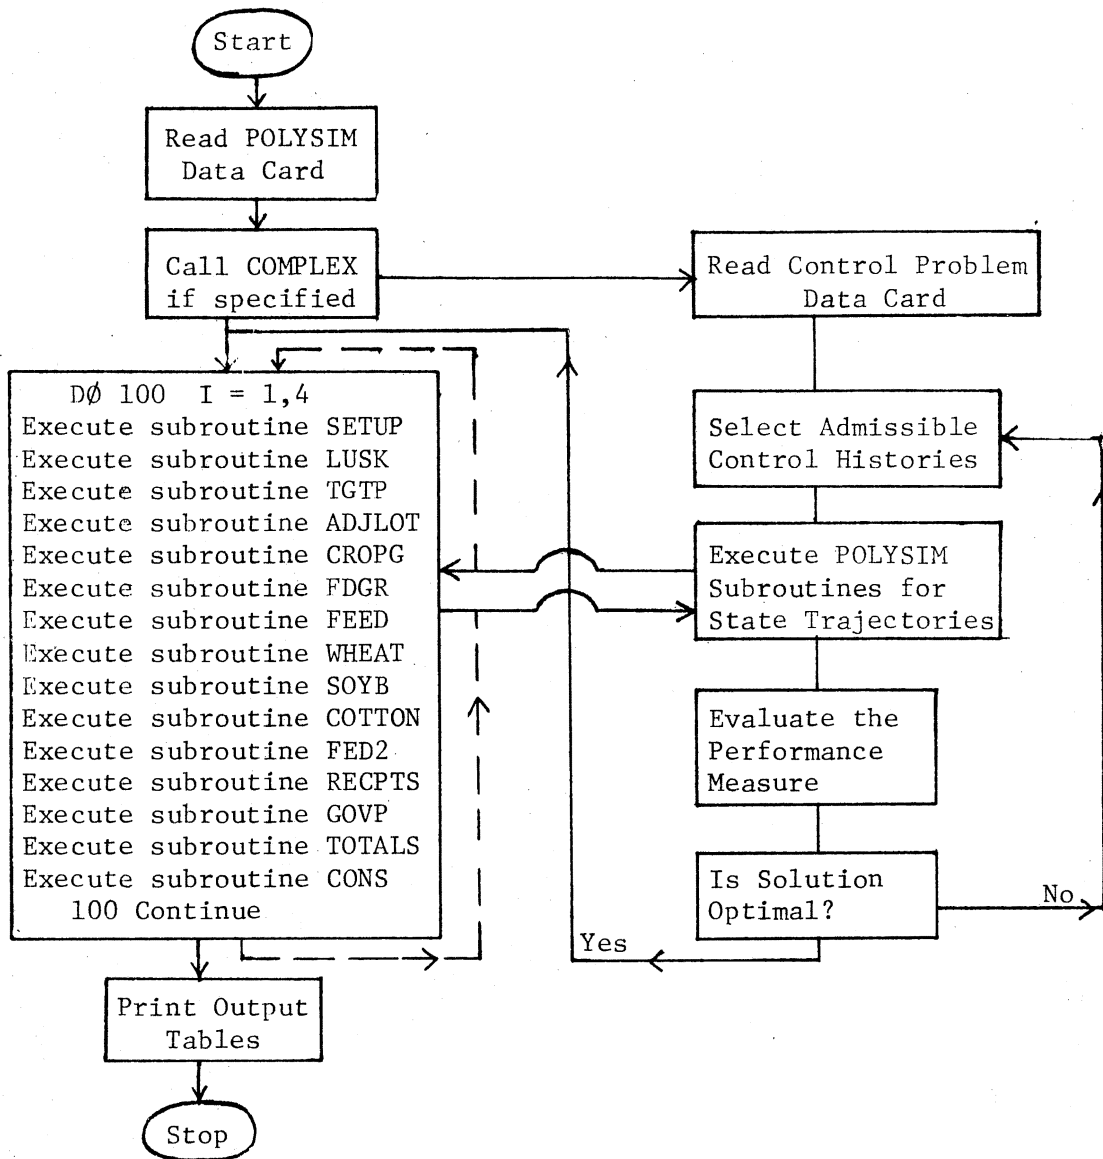 Start
Read POLYSIM
Data Card
Call COMPLEX
if specified
Read Control Problem
Data Card
DØ 100 I = 1,4
Execute subroutine SETUP
Execute subroutine LUSK
Execute subroutine TGTP
Execute subroutine ADJLOT
Execute subroutine CROPG
Execute subroutine FDGR
Execute subroutine FEED
Execute subroutine WHEAT
Execute subroutine SOYB
Execute subroutine COTTON
Execute subroutine FED2
Execute subroutine RECPTS
Execute subroutine GOVP
Execute subroutine TOTALS
Execute subroutine CONS
100 Continue
Select Admissible
Control Histories
Execute POLYSIM
Subroutines for
State Trajectories
Evaluate the
Performance
Measure
Is Solution
Optimal?
No
Yes
Print Output
Tables
Stop